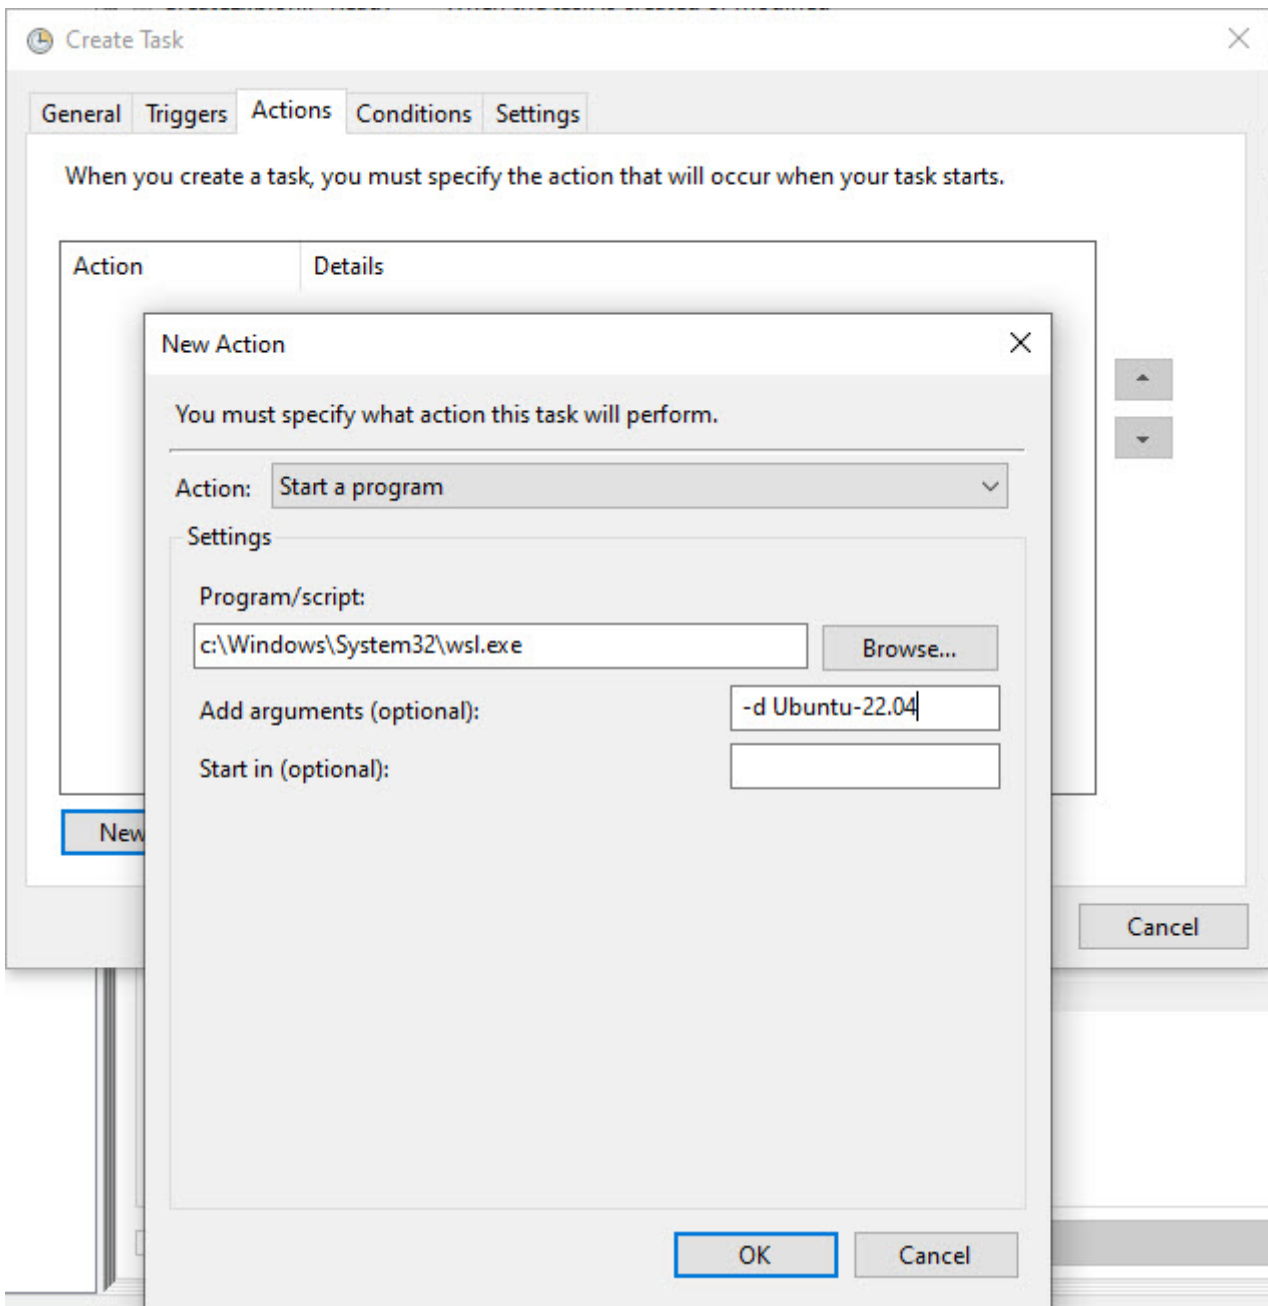 Create Task
General Triggers Actions Conditions Settings
When you create a task, you must specify the action that will occur when your task starts.
Action Details
New Action
You must specify what action this task will perform.
Action: Start a program
Settings
Program/script:
c:\Windows\System32\wsl.exe Browse...
Add arguments (optional): -d Ubuntu-22.04
Start in (optional):
New
Cancel
OK Cancel